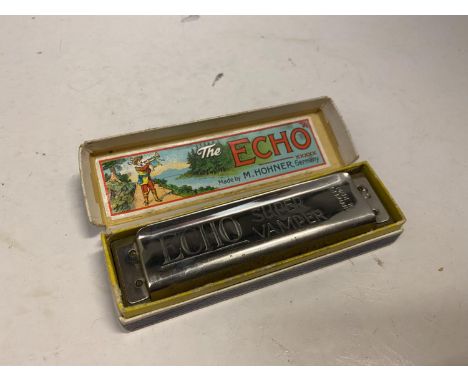 The ECHO
Made by M. HOHNER, Germany
ECHO SUPER
VAMPER